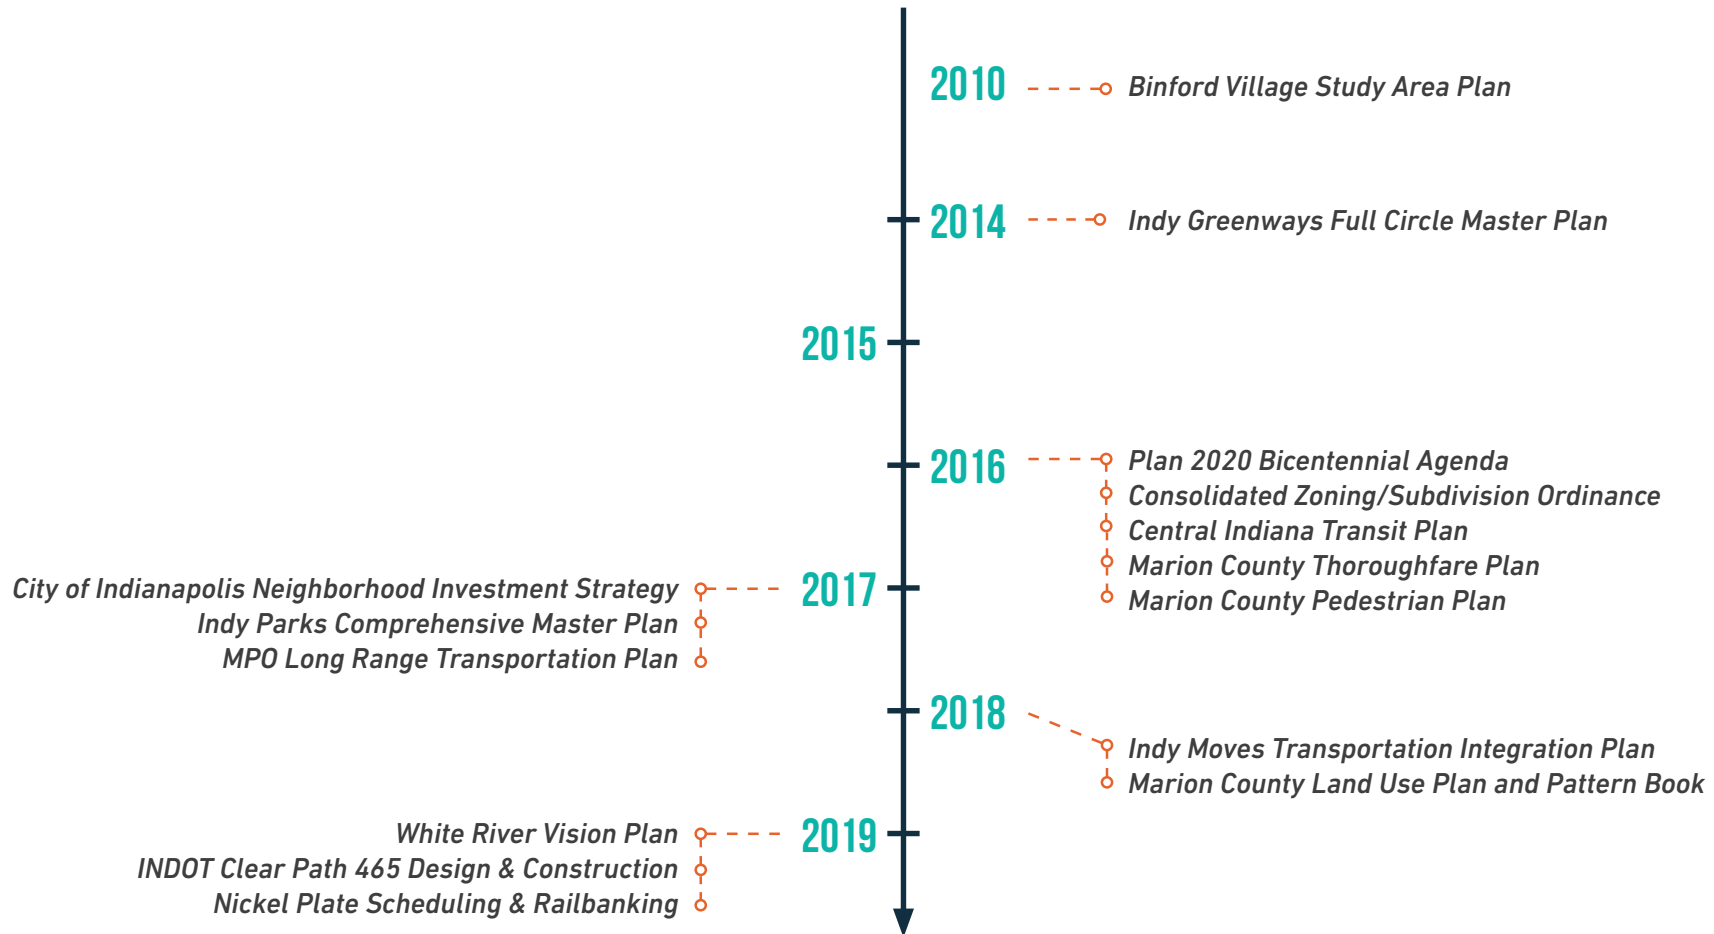 2010
Binford Village Study Area Plan
2014
Indy Greenways Full Circle Master Plan
2015
2016
Plan 2020 Bicentennial Agenda
Consolidated Zoning/Subdivision Ordinance
Central Indiana Transit Plan
Marion County Thoroughfare Plan
Marion County Pedestrian Plan
2017
City of Indianapolis Neighborhood Investment Strategy
Indy Parks Comprehensive Master Plan
MPO Long Range Transportation Plan
2018
Indy Moves Transportation Integration Plan
Marion County Land Use Plan and Pattern Book
2019
White River Vision Plan
INDOT Clear Path 465 Design & Construction
Nickel Plate Scheduling & Railbanking